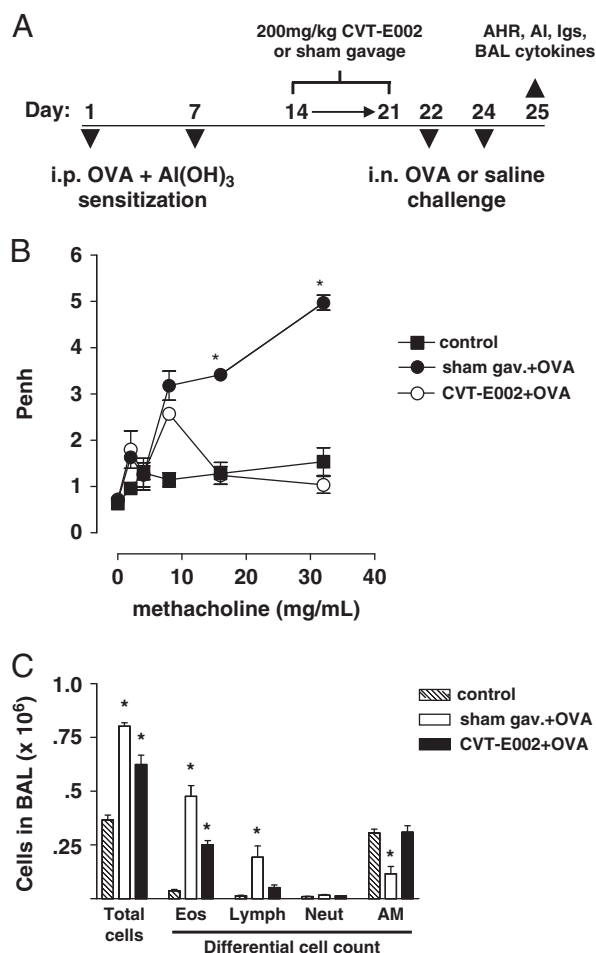 A
200mg/kg CVT-E002
or sham gavage
AHR, AI, Igs,
BAL cytokines
Day: 1 7 14 21 22 24 25
i.p. OVA + Al(OH)3
sensitization
i.n. OVA or saline
challenge
B
6
5
4
3
2
1
0
Penh
*
*
0 10 20 30 40
methacholine (mg/mL)
control
sham gav.+OVA
CVT-E002+OVA
C
1.0
.75
.5
.25
Cells in BAL (x 10^6)
* * * * * *
Total
cells
Eos Lymph Neut AM
Differential cell count
control
sham gav.+OVA
CVT-E002+OVA